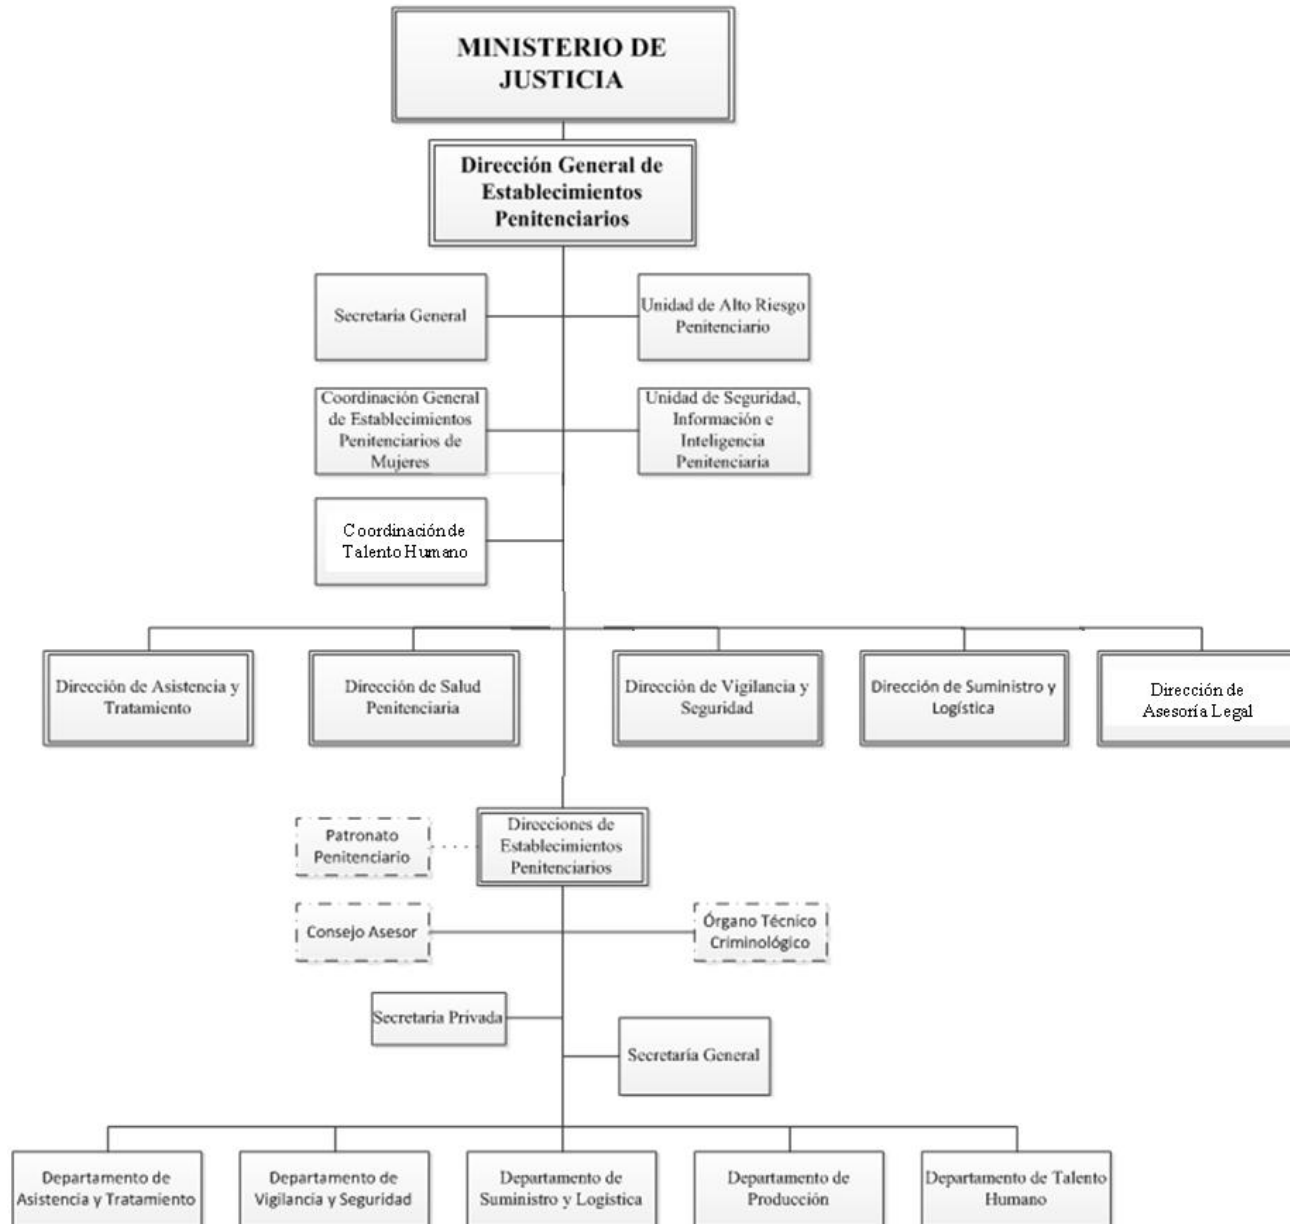 MINISTERIO DE
JUSTICIA
Dirección General de
Establecimientos
Penitenciarios
Secretaría General
Unidad de Alto Riesgo
Penitenciario
Coordinación General
de Establecimientos
Penitenciarios de
Mujeres
Unidad de Seguridad,
Información e
Inteligencia
Penitenciaria
Coordinación de
Talento Humano
Dirección de Asistencia y
Tratamiento
Dirección de Salud
Penitenciaria
Dirección de Vigilancia y
Seguridad
Dirección de Suministro y
Logística
Dirección de
Asesoría Legal
Direcciones de
Establecimientos
Penitenciarios
Patronato
Penitenciario
Consejo Asesor
Órgano Técnico
Criminológico
Secretaria Privada
Secretaría General
Departamento de
Asistencia y Tratamiento
Departamento de
Vigilancia y Seguridad
Departamento de
Suministro y Logística
Departamento de
Producción
Departamento de Talento
Humano